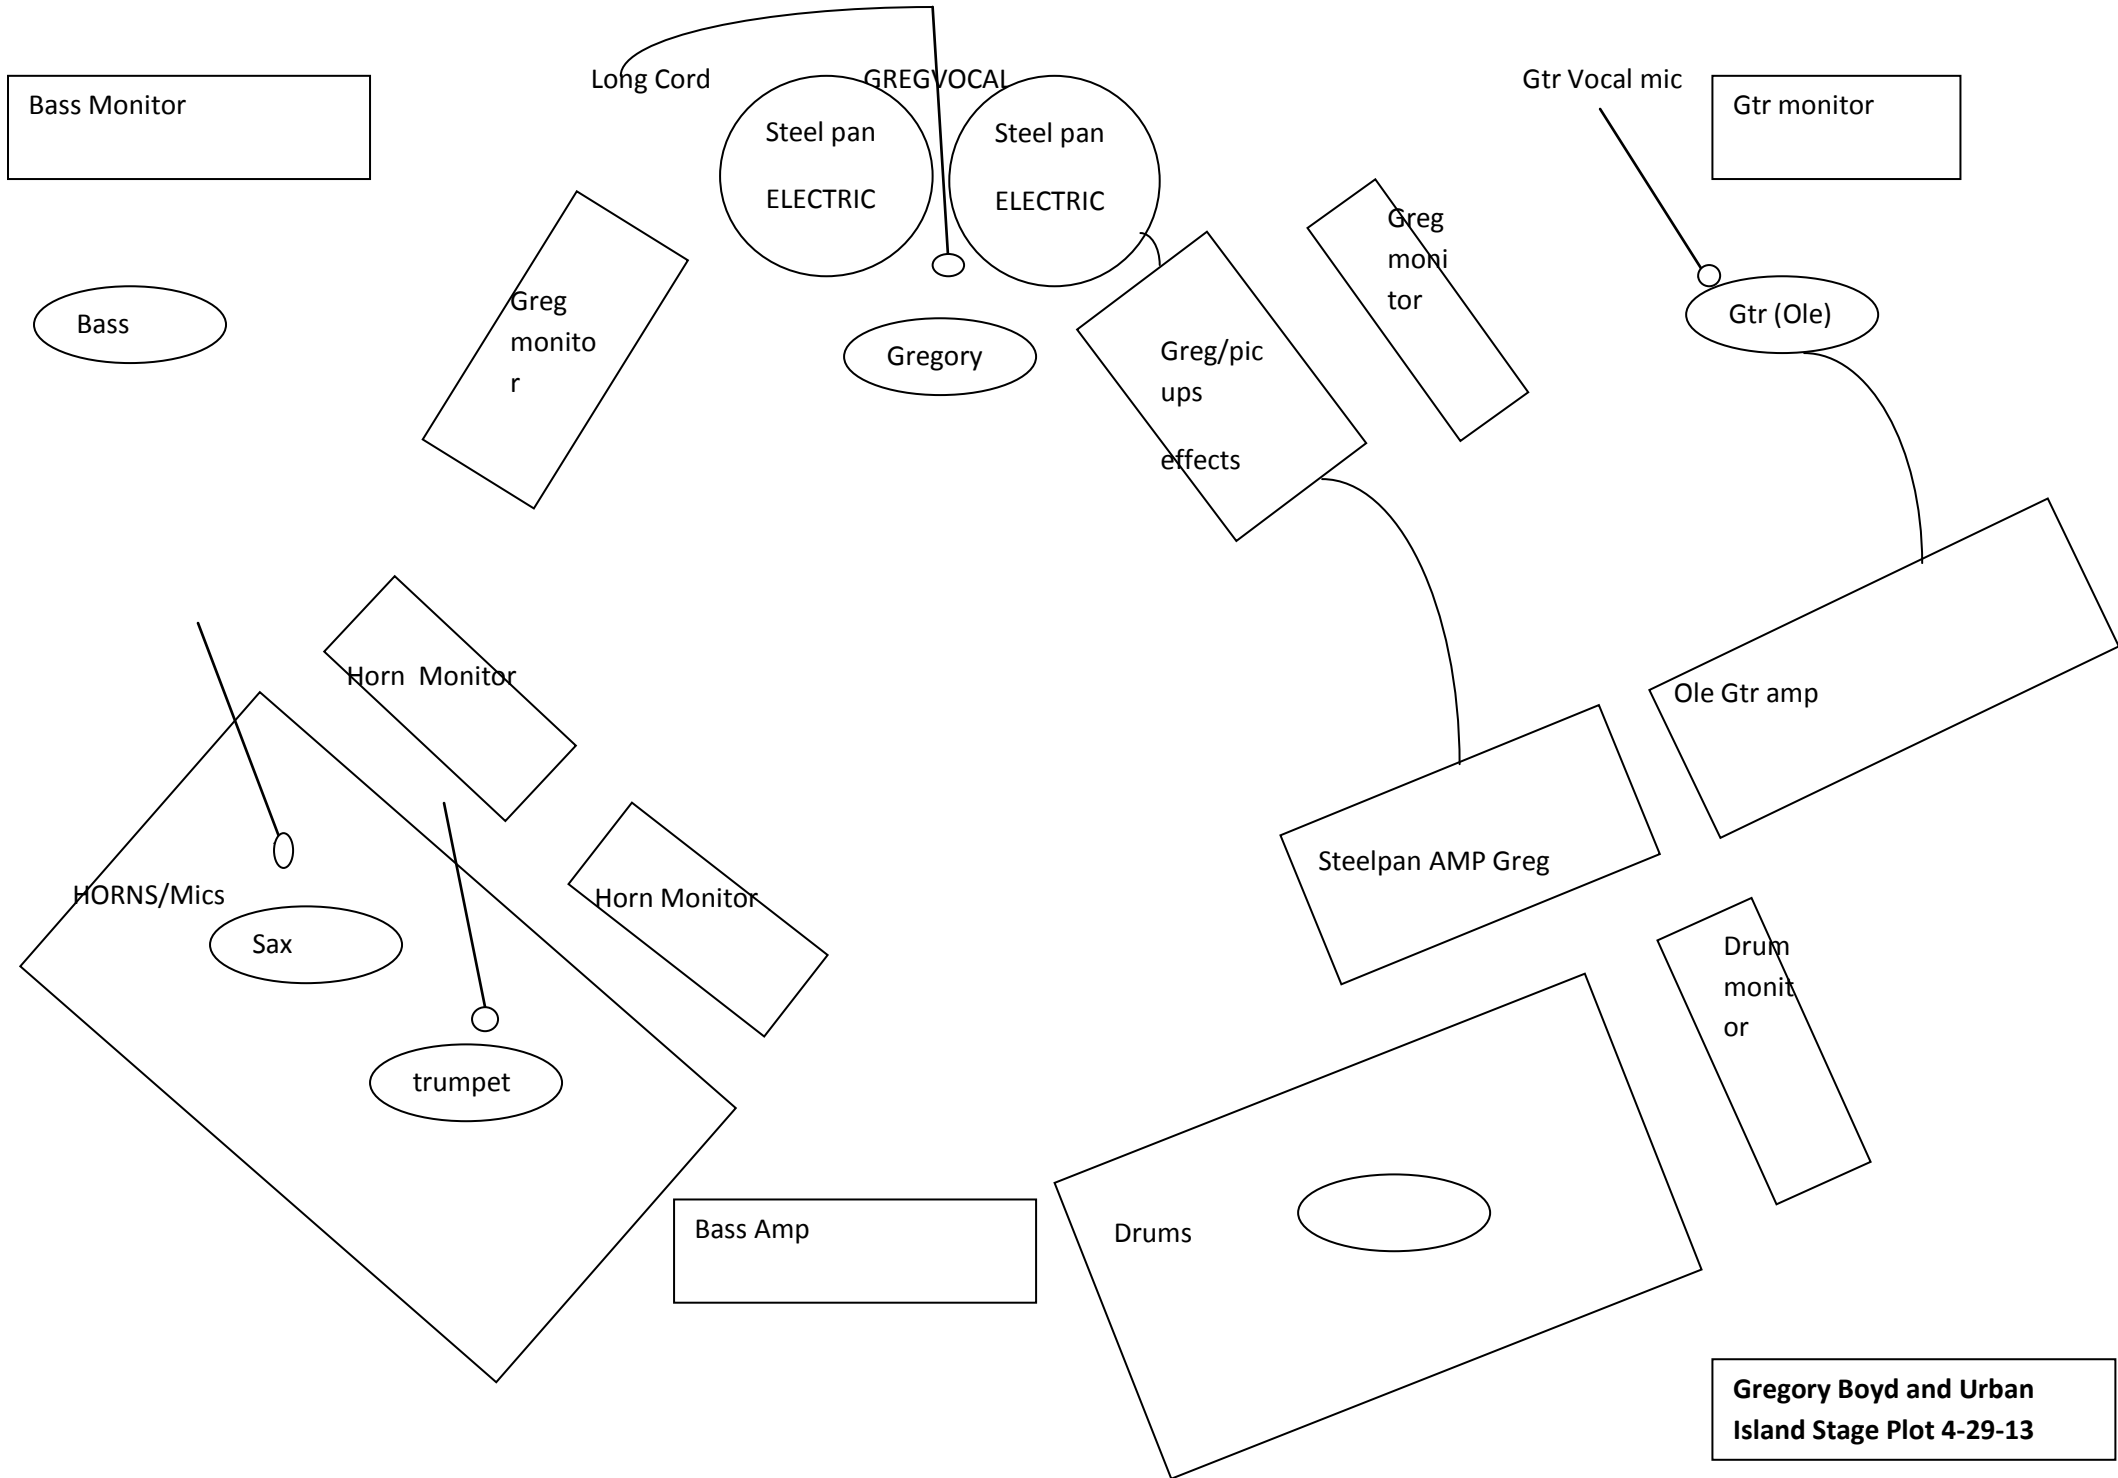 Long Cord
GREGVOCAL
Gtr Vocal mic
Bass Monitor
Gtr monitor
Steel pan
ELECTRIC
Steel pan
ELECTRIC
Greg
moni
tor
Greg
monito
r
Bass
Gregory
Gtr (Ole)
Greg/pic
ups
effects
Horn  Monitor
Ole Gtr amp
Steelpan AMP Greg
HORNS/Mics
Horn Monitor
Sax
Drum
monit
or
trumpet
Bass Amp
Drums
Gregory Boyd and Urban
Island Stage Plot 4-29-13